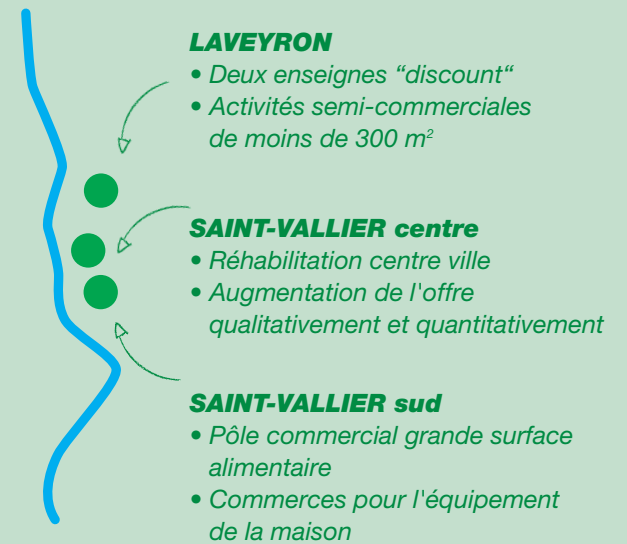 LAVEYRON
• Deux enseignes “discount“
• Activités semi-commerciales
de moins de 300 m²
SAINT-VALLIER centre
• Réhabilitation centre ville
• Augmentation de l'offre
qualitativement et quantitativement
SAINT-VALLIER sud
• Pôle commercial grande surface
alimentaire
• Commerces pour l'équipement
de la maison